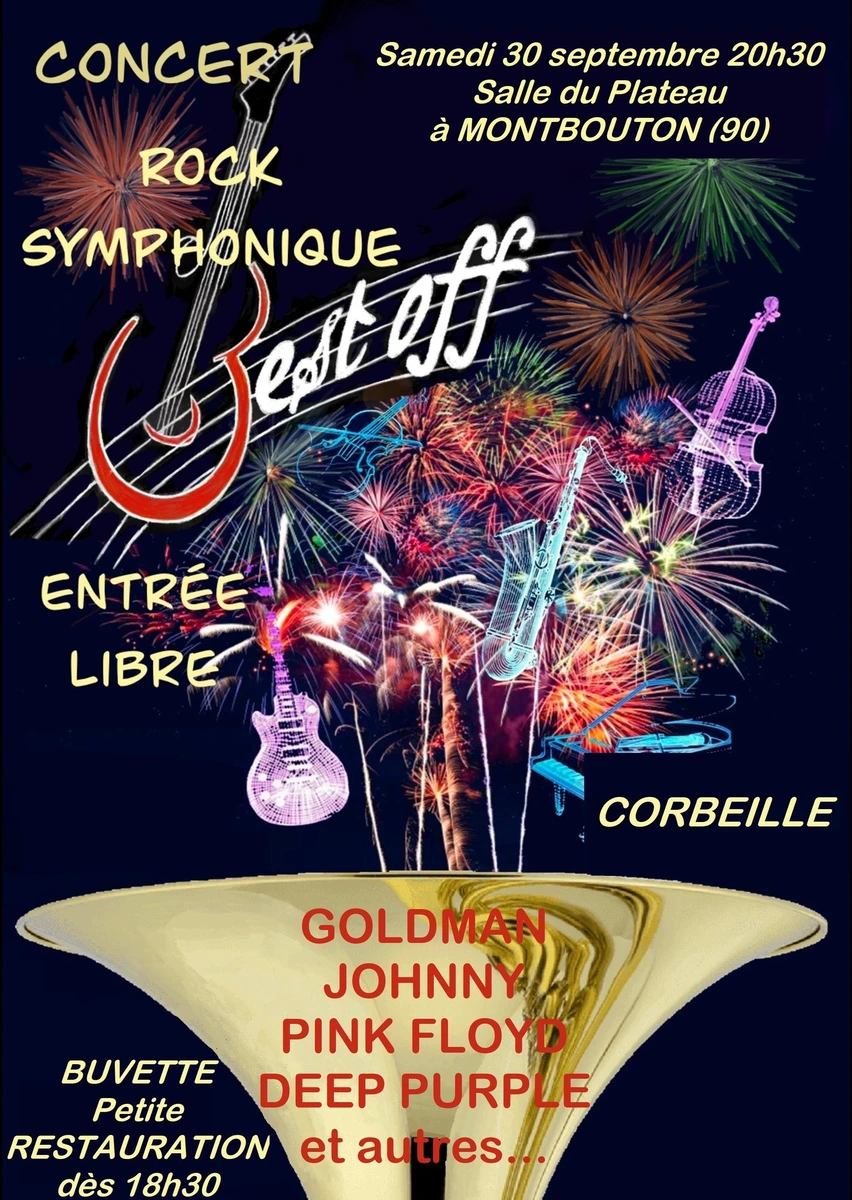 CONCERT
ROCK
SYMPHONIQUE
Samedi 30 septembre 20h30
Salle du Plateau
à MONTBOUTON (90)
Best off
ENTRÉE
LIBRE
CORBEILLE
GOLDMAN
JOHNNY
PINK FLOYD
DEEP PURPLE
et autres...
BUVETTE
Petite
RESTAURATION
dès 18h30